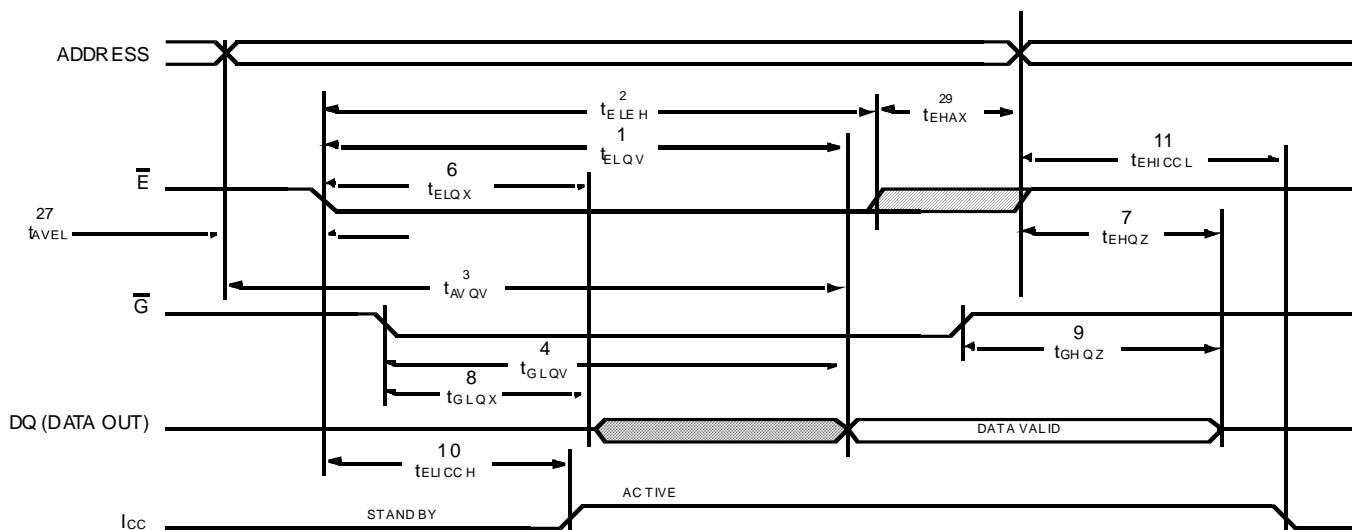 ADDRESS
2
tELEH
29
tEHAX
1
tELQV
11
tEHICCL
6
tELQX
E
27
tAVEL
7
tEHQZ
3
tAVQV
G
4
tGLQV
9
tGHQZ
8
tGLQX
DQ (DATA OUT)
DATA VALID
10
tELICCH
ACTIVE
STANDBY
ICC